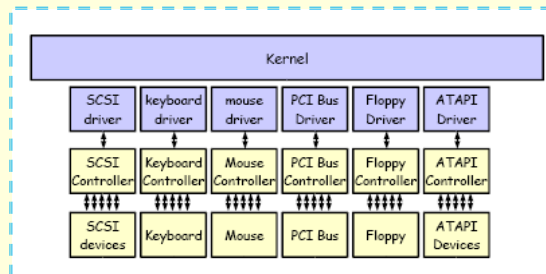 Kernel
SCSI driver
keyboard driver
mouse driver
PCI Bus Driver
Floppy Driver
ATAPI Driver
SCSI Controller
Keyboard Controller
Mouse Controller
PCI Bus Controller
Floppy Controller
ATAPI Controller
SCSI devices
Keyboard
Mouse
PCI Bus
Floppy
ATAPI Devices